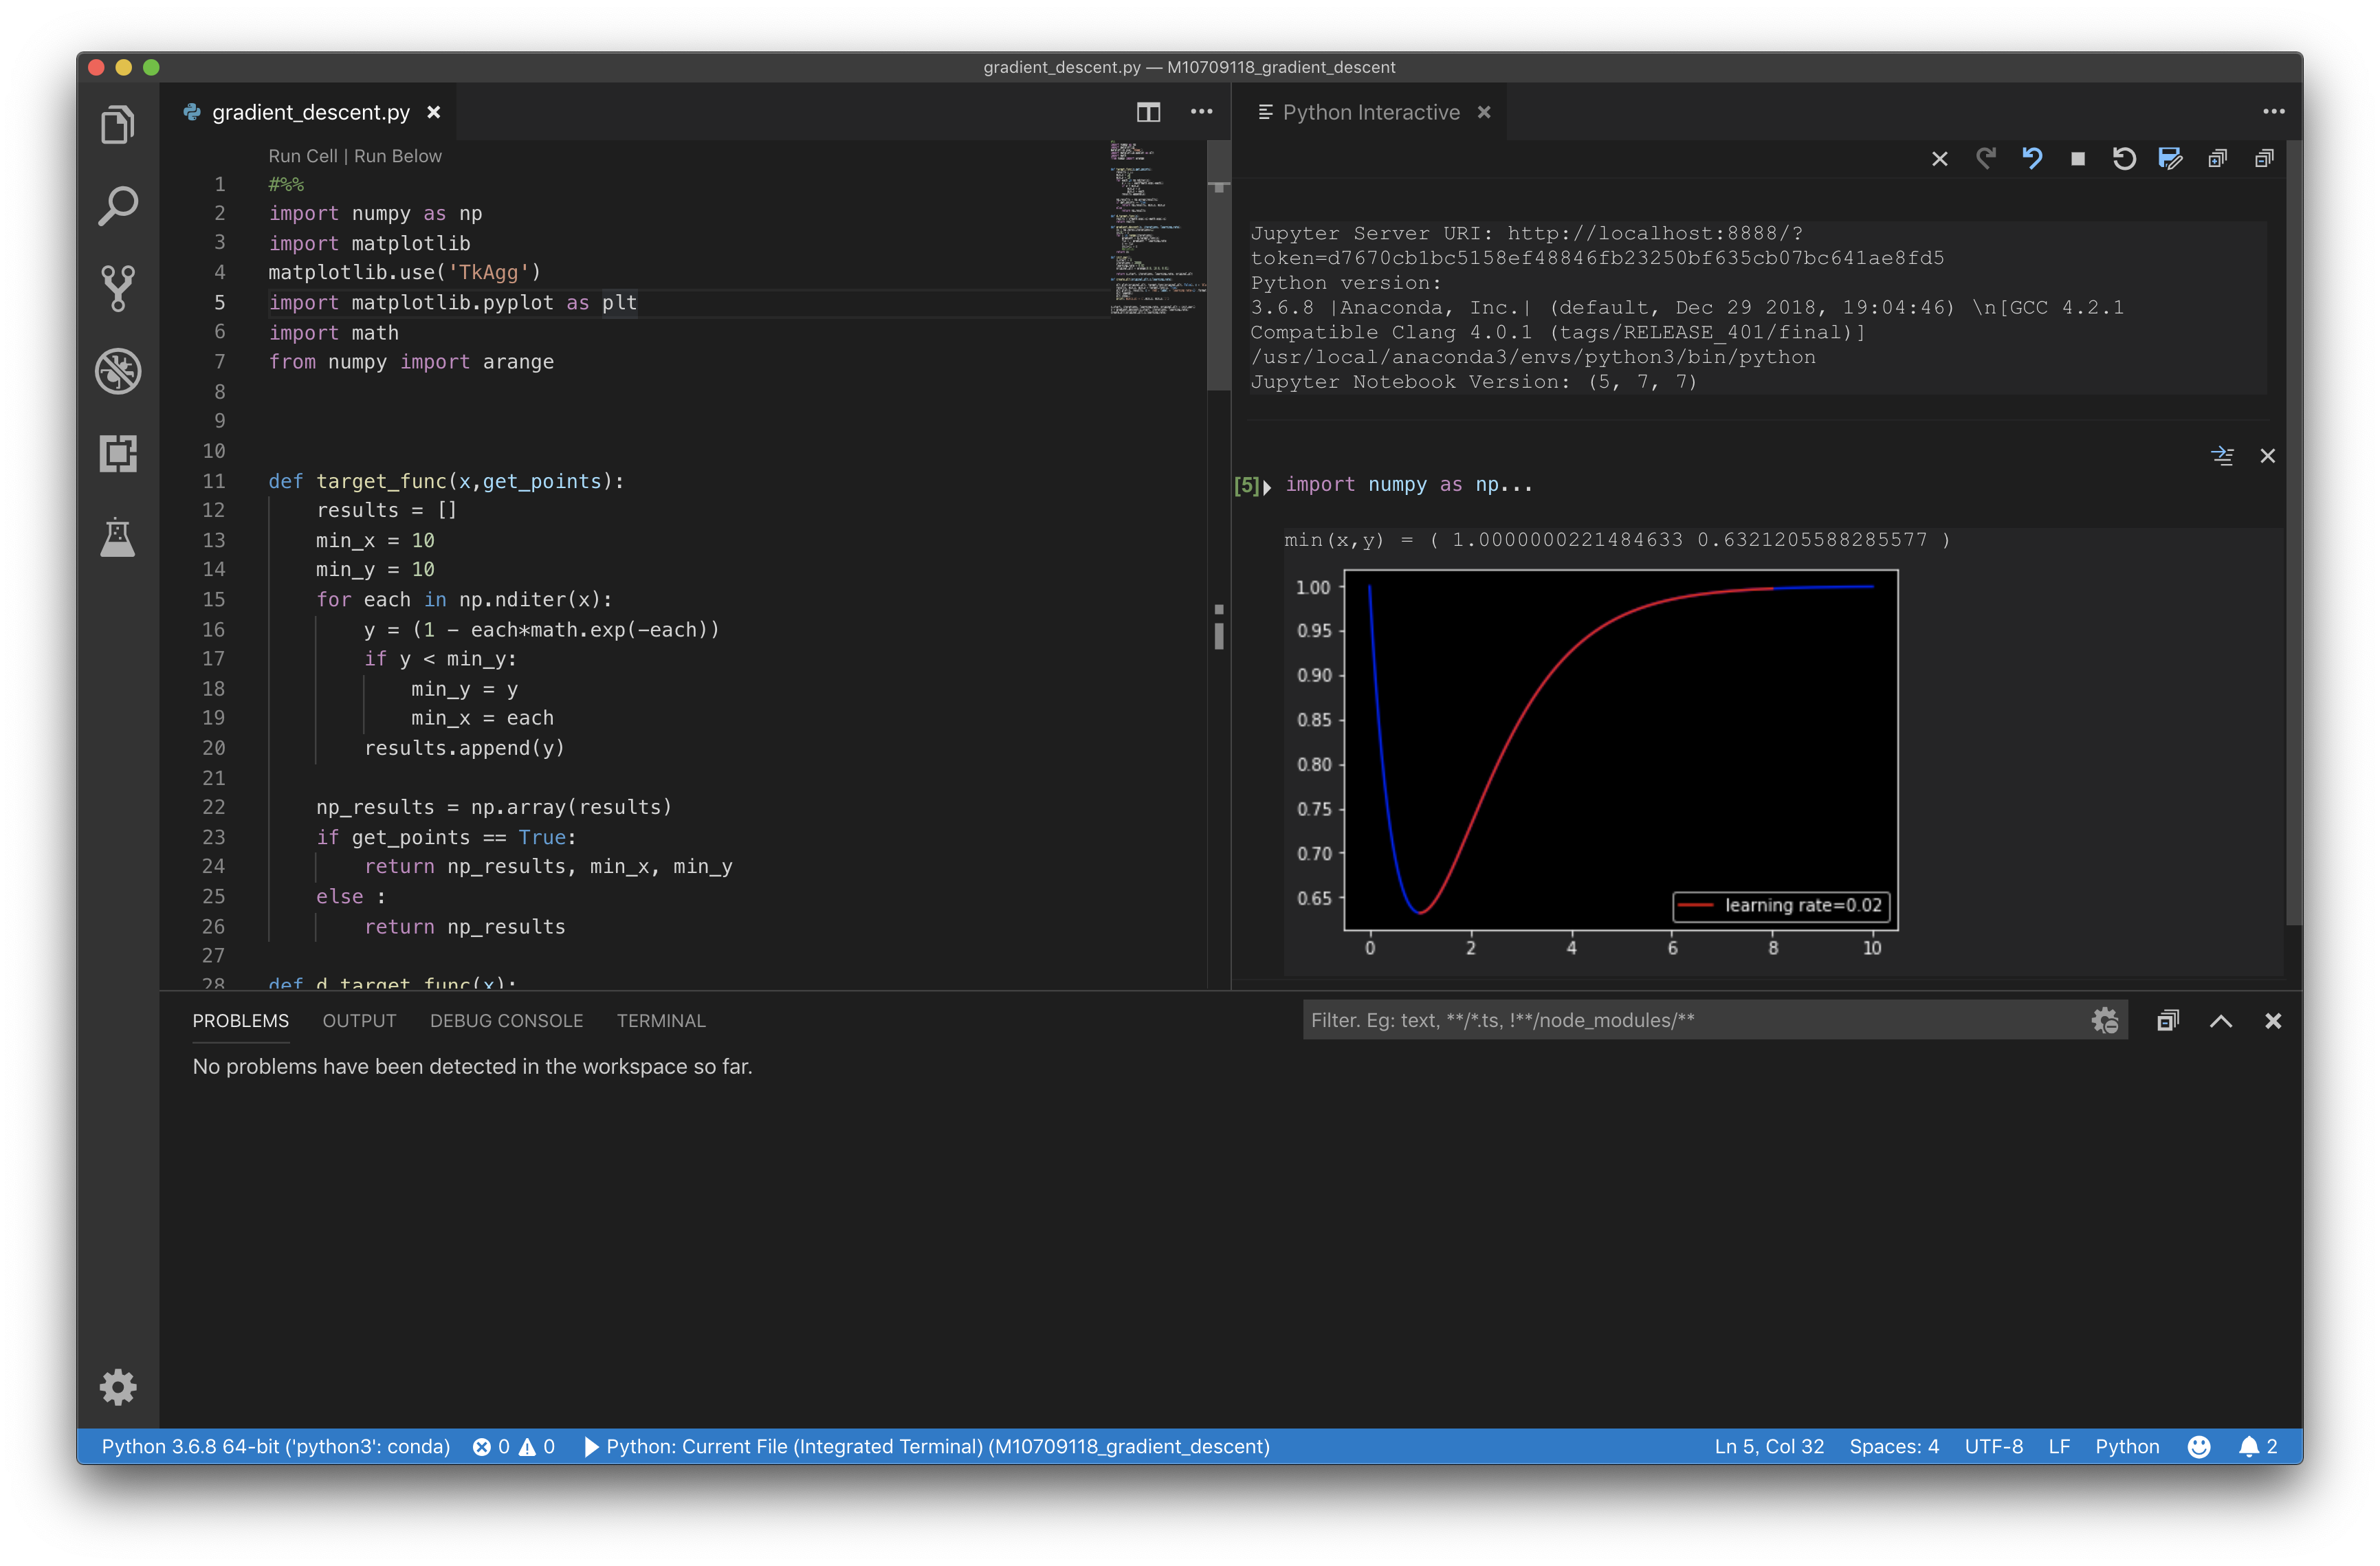 gradient_descent.py — M10709118_gradient_descent
gradient_descent.py
Python Interactive
Run Cell | Run Below
1 #%%
2 import numpy as np
3 import matplotlib
4 matplotlib.use('TkAgg')
5 import matplotlib.pyplot as plt
6 import math
7 from numpy import arange
8
9
10
11 def target_func(x,get_points):
12 results = []
13 min_x = 10
14 min_y = 10
15 for each in np.nditer(x):
16 y = (1 - each*math.exp(-each))
17 if y < min_y:
18 min_y = y
19 min_x = each
20 results.append(y)
21
22 np_results = np.array(results)
23 if get_points == True:
24 return np_results, min_x, min_y
25 else :
26 return np_results
27
28 def d_target_func(x):
Jupyter Server URI: http://localhost:8888/?
token=d7670cb1bc5158ef48846fb23250bf635cb07bc641ae8fd5
Python version:
3.6.8 |Anaconda, Inc.| (default, Dec 29 2018, 19:04:46) \n[GCC 4.2.1
Compatible Clang 4.0.1 (tags/RELEASE_401/final)]
/usr/local/anaconda3/envs/python3/bin/python
Jupyter Notebook Version: (5, 7, 7)
[5] import numpy as np...
min(x,y) = ( 1.0000000221484633 0.6321205588285577 )
1.00
0.95
0.90
0.85
0.80
0.75
0.70
0.65
learning rate=0.02
0 2 4 6 8 10
PROBLEMS OUTPUT DEBUG CONSOLE TERMINAL
Filter. Eg: text, **/*.ts, !**/node_modules/**
No problems have been detected in the workspace so far.
Python 3.6.8 64-bit ('python3': conda) 0 0 Python: Current File (Integrated Terminal) (M10709118_gradient_descent) Ln 5, Col 32 Spaces: 4 UTF-8 LF Python 2